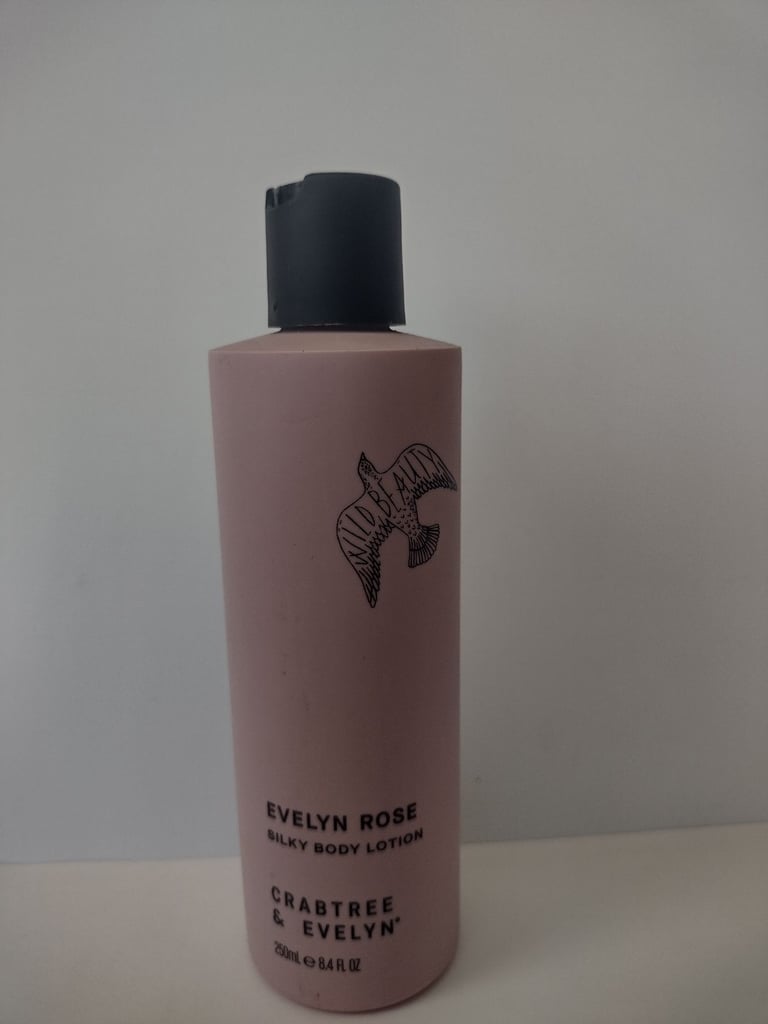 WIlD BEAUTY
EVELYN ROSE
SILKY BODY LOTION
CRABTREE
& EVELYN®
250mL ℮ 8.4 FL OZ